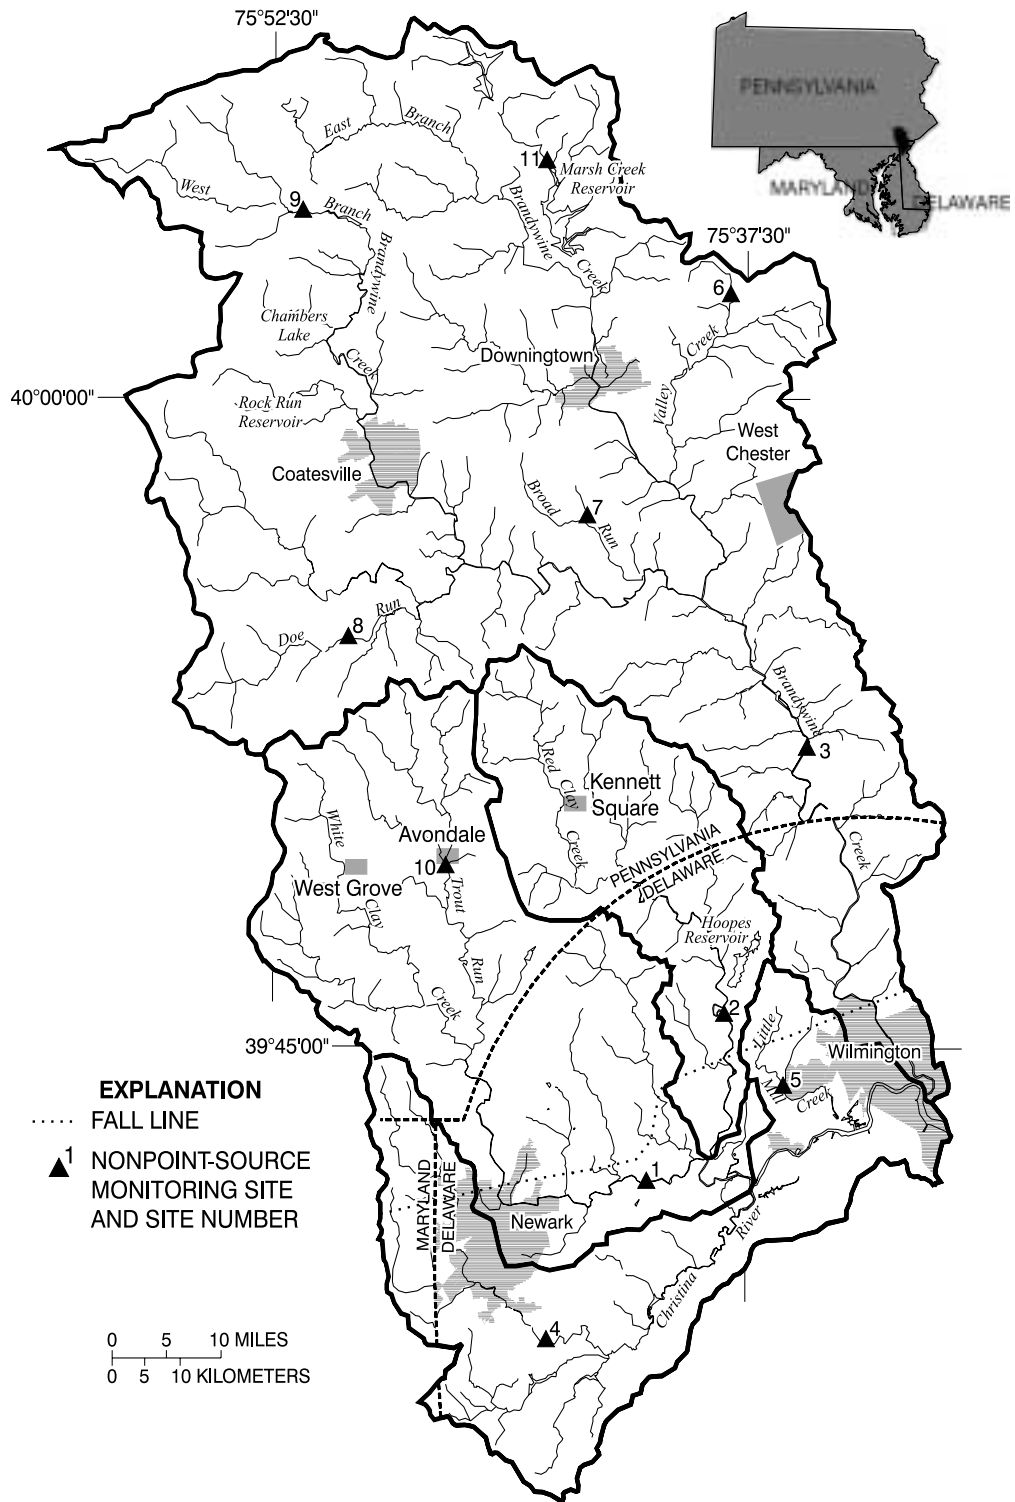 75°52'30"
PENNSYLVANIA
MARYLAND
DELAWARE
East
Branch
11
Marsh Creek
Reservoir
West
9
Branch
Brandywine
Brandywine
Creek
75°37'30"
6
Chambers
Lake
Creek
Downingtown
Creek
Valley
40°00'00"
Rock Run
Reservoir
West
Chester
Coatesville
Broad
7
Run
Run
8
Doe
Brandywine
3
Red
Clay
Creek
Kennett
Square
White
Avondale
10
West Grove
Trout
Clay
PENNSYLVANIA
DELAWARE
Creek
Hoopes
Reservoir
Run
Creek
2
Little
Wilmington
39°45'00"
5
Mill
Creek
EXPLANATION
FALL LINE
1 NONPOINT-SOURCE
MONITORING SITE
AND SITE NUMBER
MARYLAND
DELAWARE
1
Newark
River
Christina
4
0 5 10 MILES
0 5 10 KILOMETERS